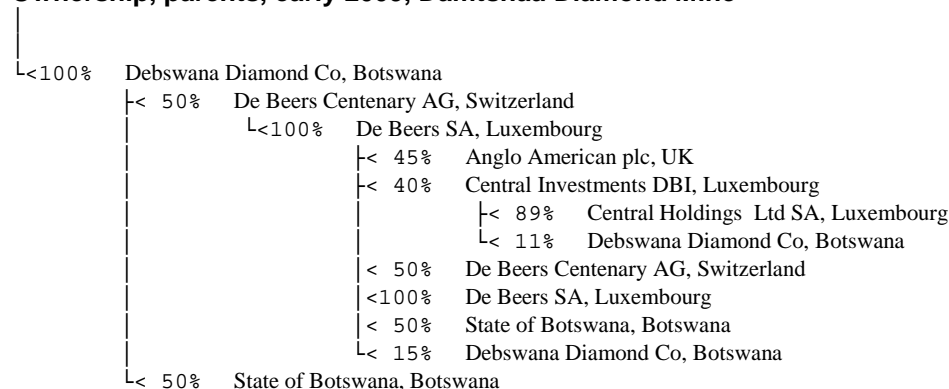 Ownership, parents, early 2005, Damtshaa Diamond Mine
<100% Debswana Diamond Co, Botswana
< 50% De Beers Centenary AG, Switzerland
<100% De Beers SA, Luxembourg
< 45% Anglo American plc, UK
< 40% Central Investments DBI, Luxembourg
< 89% Central Holdings Ltd SA, Luxembourg
< 11% Debswana Diamond Co, Botswana
< 50% De Beers Centenary AG, Switzerland
<100% De Beers SA, Luxembourg
< 50% State of Botswana, Botswana
< 15% Debswana Diamond Co, Botswana
< 50% State of Botswana, Botswana